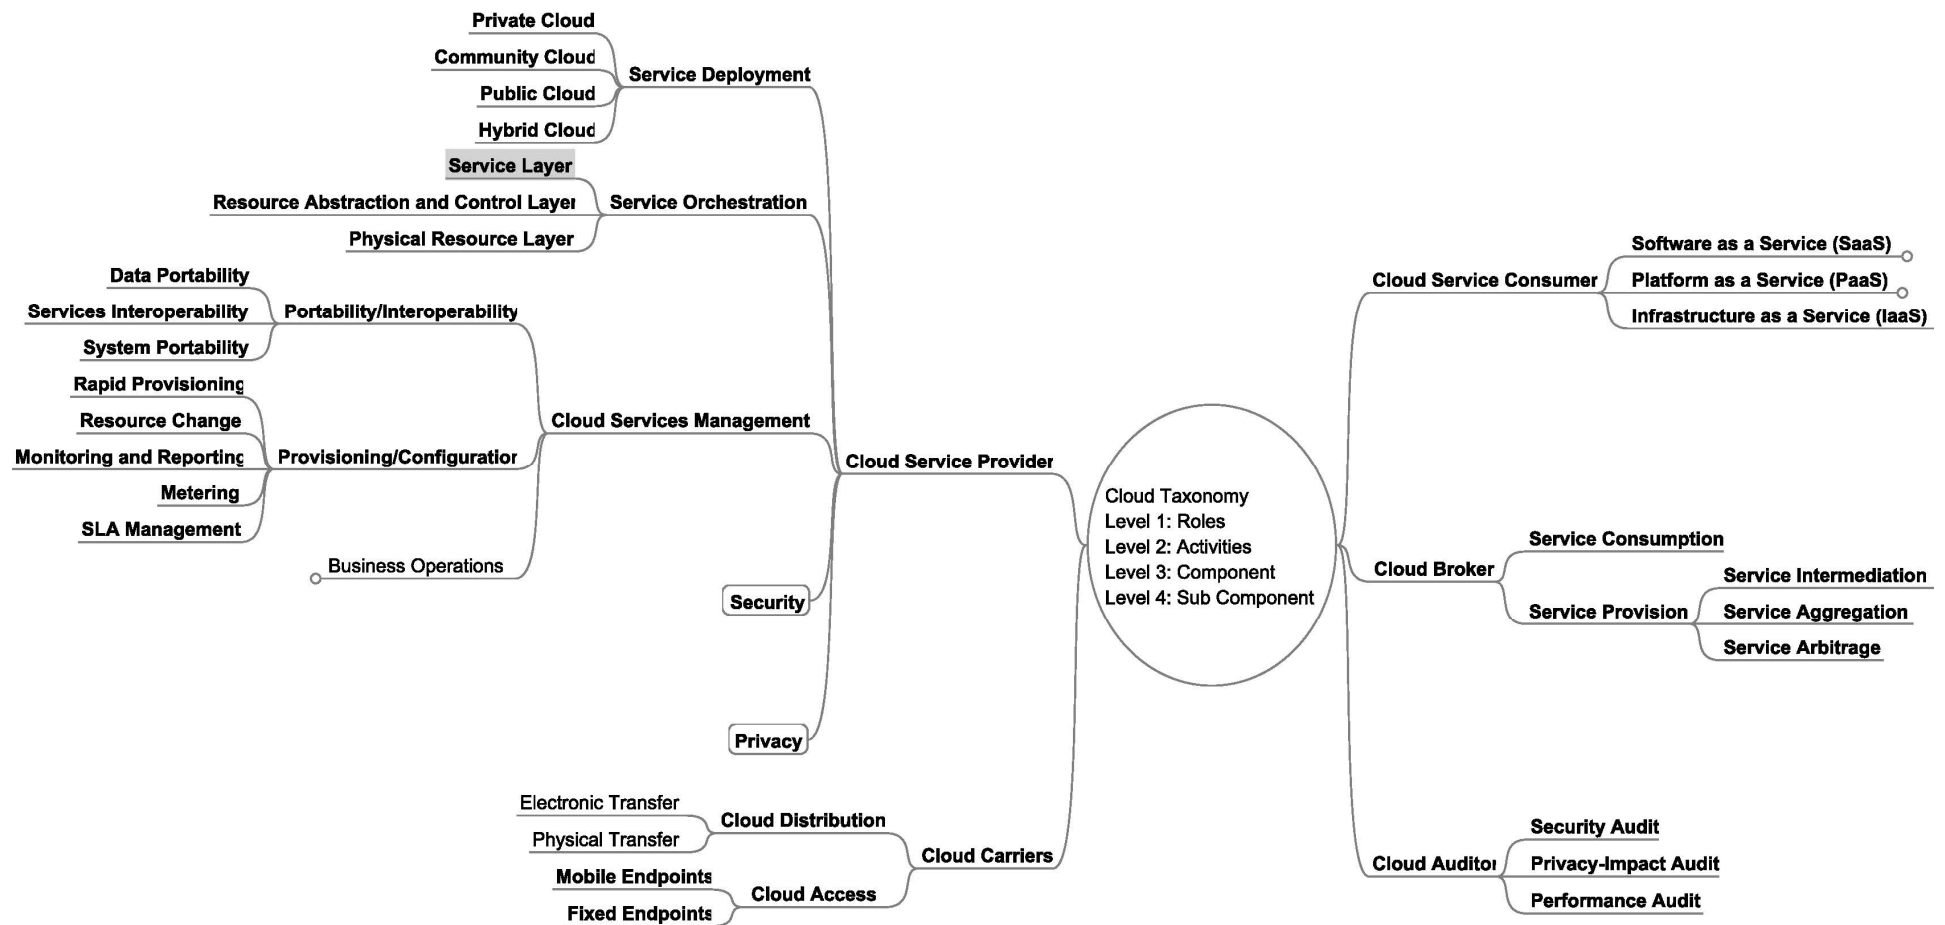 Private Cloud
Community Cloud
Public Cloud
Hybrid Cloud
Service Deployment
Service Layer
Resource Abstraction and Control Layer
Physical Resource Layer
Service Orchestration
Data Portability
Services Interoperability
System Portability
Portability/Interoperability
Rapid Provisioning
Resource Change
Monitoring and Reporting
Metering
SLA Management
Provisioning/Configuration
Business Operations
Cloud Services Management
Security
Privacy
Cloud Service Provider
Electronic Transfer
Physical Transfer
Cloud Distribution
Mobile Endpoints
Fixed Endpoints
Cloud Access
Cloud Carriers
Cloud Taxonomy
Level 1: Roles
Level 2: Activities
Level 3: Component
Level 4: Sub Component
Cloud Service Consumer
Software as a Service (SaaS)
Platform as a Service (PaaS)
Infrastructure as a Service (IaaS)
Cloud Broker
Service Consumption
Service Provision
Service Intermediation
Service Aggregation
Service Arbitrage
Cloud Auditor
Security Audit
Privacy-Impact Audit
Performance Audit